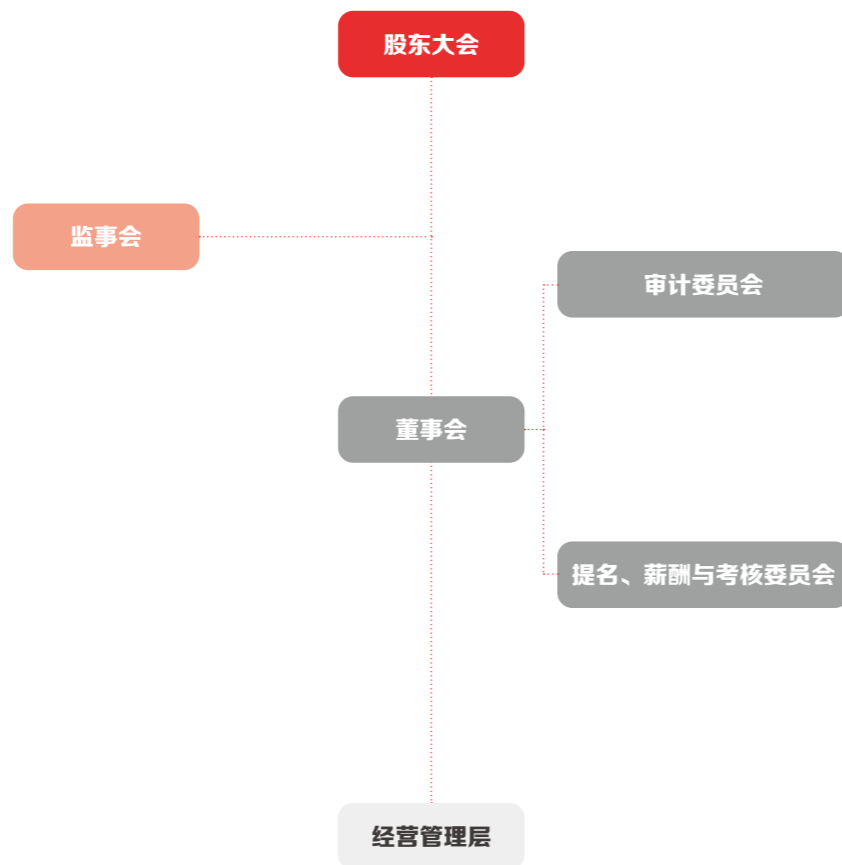 股东大会
监事会
审计委员会
董事会
提名、薪酬与考核委员会
经营管理层